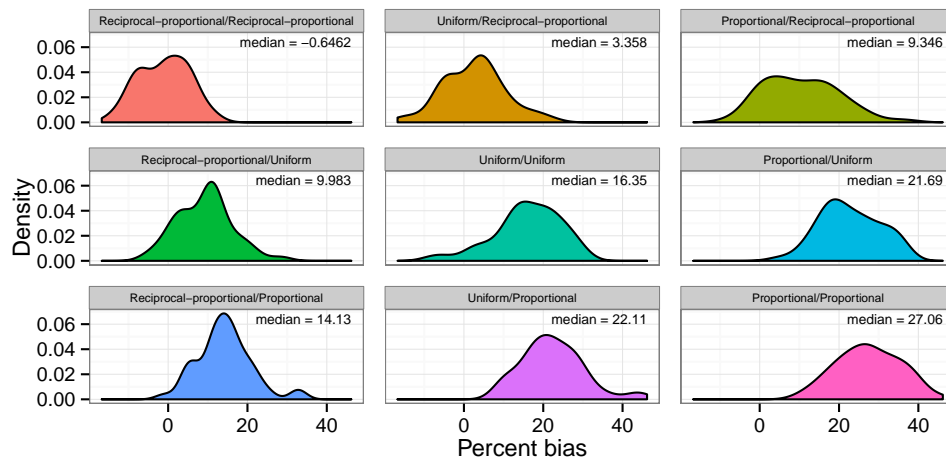 Reciprocal−proportional/Reciprocal−proportional
Uniform/Reciprocal−proportional
Proportional/Reciprocal−proportional
median = −0.6462
median = 3.358
median = 9.346
0.06
0.04
0.02
0.00
Reciprocal−proportional/Uniform
Uniform/Uniform
Proportional/Uniform
median = 9.983
median = 16.35
median = 21.69
0.06
0.04
0.02
0.00
Density
Reciprocal−proportional/Proportional
Uniform/Proportional
Proportional/Proportional
median = 14.13
median = 22.11
median = 27.06
0.06
0.04
0.02
0.00
0 20 40
0 20 40
0 20 40
Percent bias